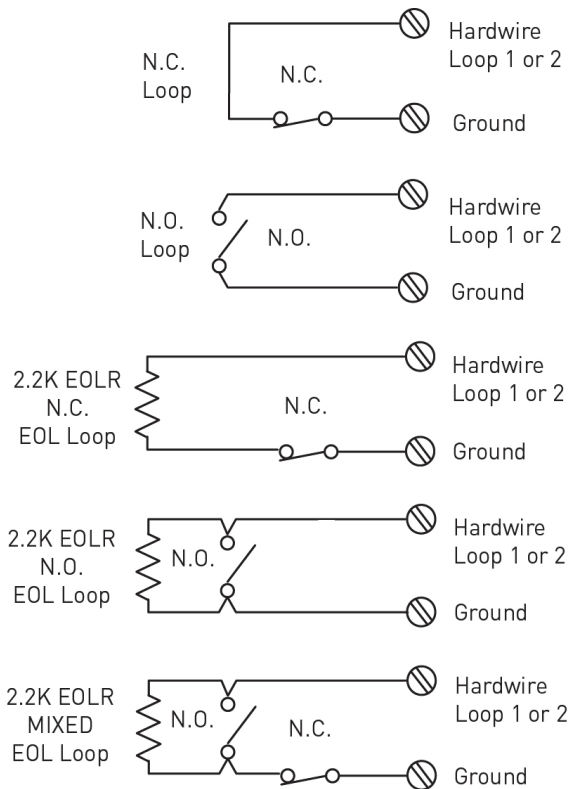 N.C.
Loop
N.C.
Hardwire
Loop 1 or 2
Ground
N.O.
Loop
N.O.
Hardwire
Loop 1 or 2
Ground
2.2K EOLR
N.C.
EOL Loop
N.C.
Hardwire
Loop 1 or 2
Ground
2.2K EOLR
N.O.
EOL Loop
N.O.
Hardwire
Loop 1 or 2
Ground
2.2K EOLR
MIXED
EOL Loop
N.O.
N.C.
Hardwire
Loop 1 or 2
Ground